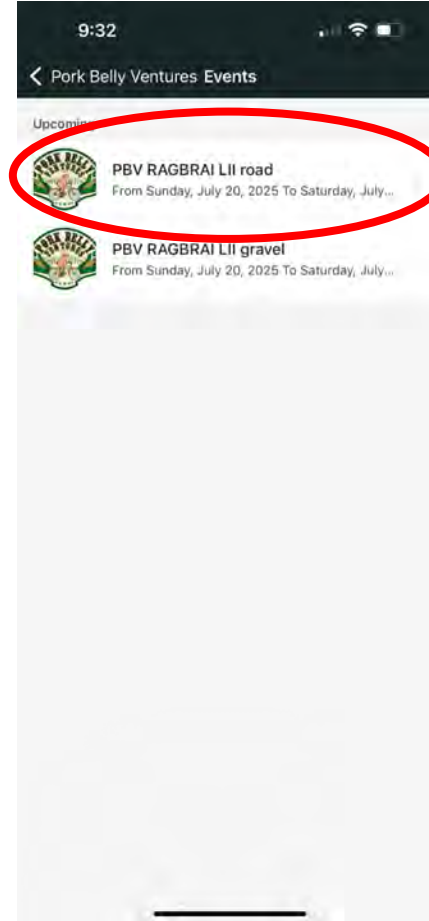 9:32
Pork Belly Ventures Events
Upcoming
PBV RAGBRAI LII road
From Sunday, July 20, 2025 To Saturday, July...
PBV RAGBRAI LII gravel
From Sunday, July 20, 2025 To Saturday, July...